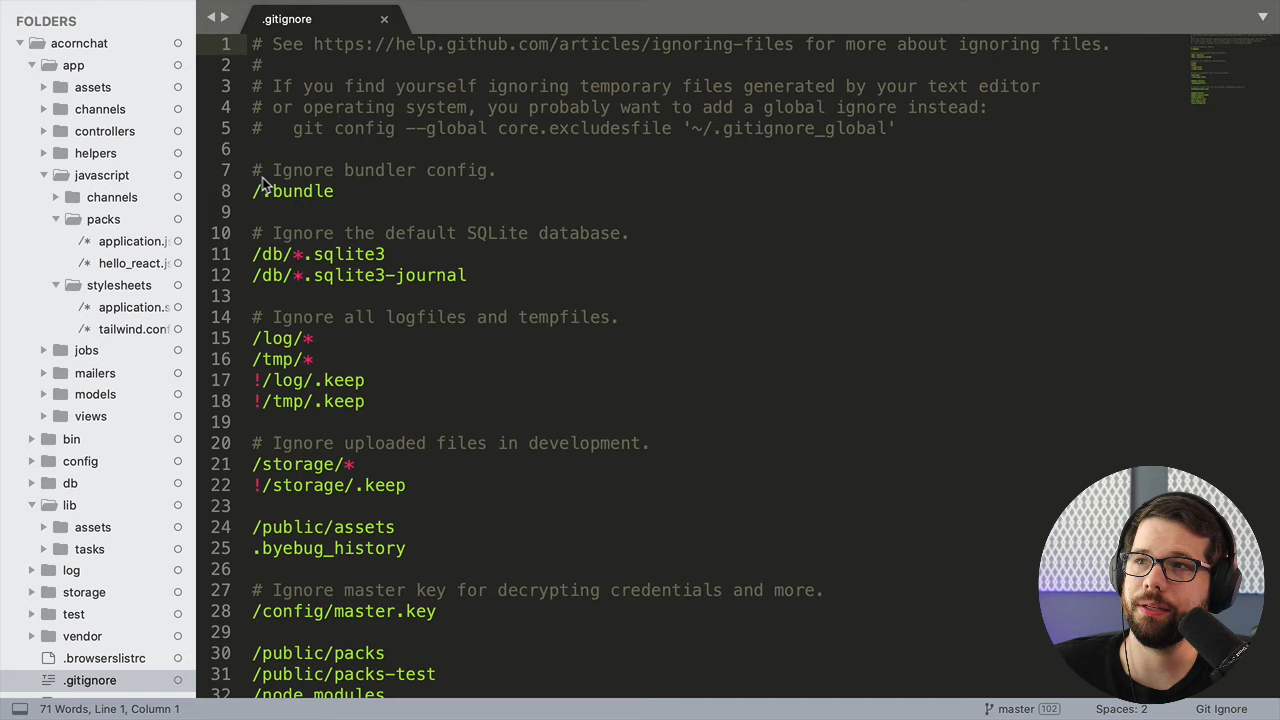 FOLDERS
acornchat
app
assets
channels
controllers
helpers
javascript
channels
packs
/* application.js
/* hello_react.j
stylesheets
/* application.s
/* tailwind.conf
jobs
mailers
models
views
bin
config
db
lib
assets
tasks
log
storage
test
vendor
.browserslistrc
.gitignore
.gitignore ×
1 # See https://help.github.com/articles/ignoring-files for more about ignoring files.
2 #
3 # If you find yourself ignoring temporary files generated by your text editor
4 # or operating system, you probably want to add a global ignore instead:
5 #   git config --global core.excludesfile '~/.gitignore_global'
6
7 # Ignore bundler config.
8 /.bundle
9
10 # Ignore the default SQLite database.
11 /db/*.sqlite3
12 /db/*.sqlite3-journal
13
14 # Ignore all logfiles and tempfiles.
15 /log/*
16 /tmp/*
17 !/log/.keep
18 !/tmp/.keep
19
20 # Ignore uploaded files in development.
21 /storage/*
22 !/storage/.keep
23
24 /public/assets
25 .byebug_history
26
27 # Ignore master key for decrypting credentials and more.
28 /config/master.key
29
30 /public/packs
31 /public/packs-test
32 /node_modules
71 Words, Line 1, Column 1
master 102
Spaces: 2
Git Ignore